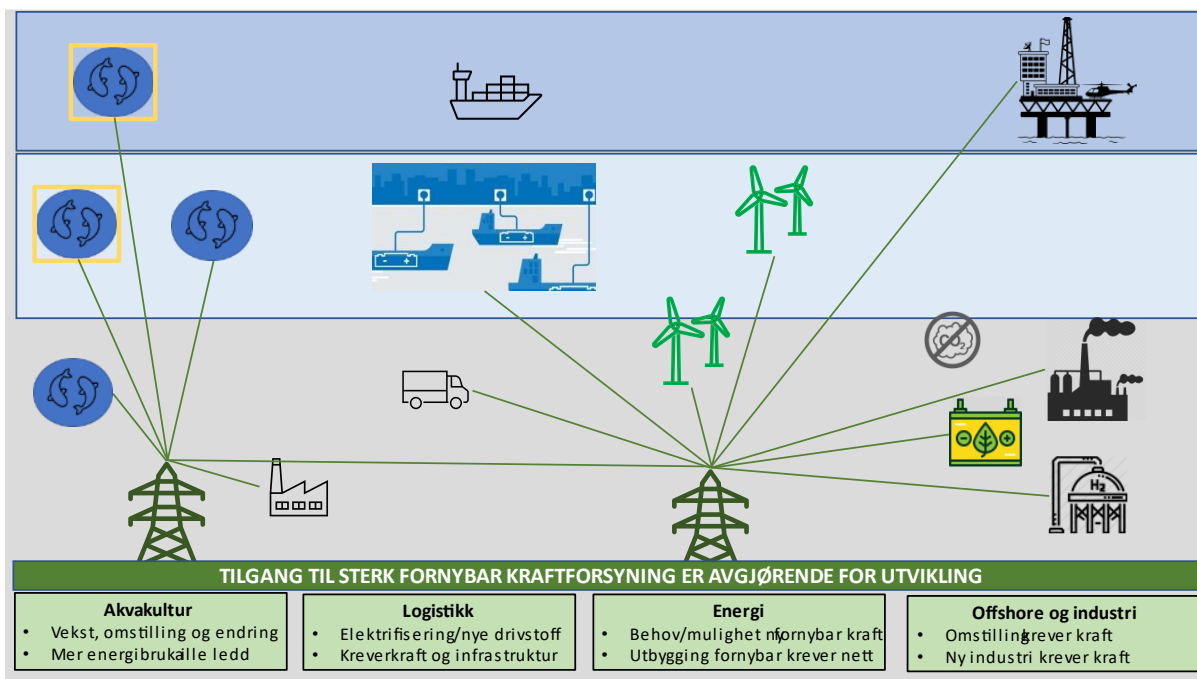 CO₂
H₂
TILGANG TIL STERK FORNYBAR KRAFTFORSYNING ER AVGJØRENDE FOR UTVIKLING
Akvakultur
• Vekst, omstilling og endring
• Mer energibruk i alle ledd
Logistikk
• Elektrifisering/nye drivstoff
• Krever kraft og infrastruktur
Energi
• Behov/mulighet ny fornybar kraft
• Utbygging fornybar krever nett
Offshore og industri
• Omstilling krever kraft
• Ny industri krever kraft